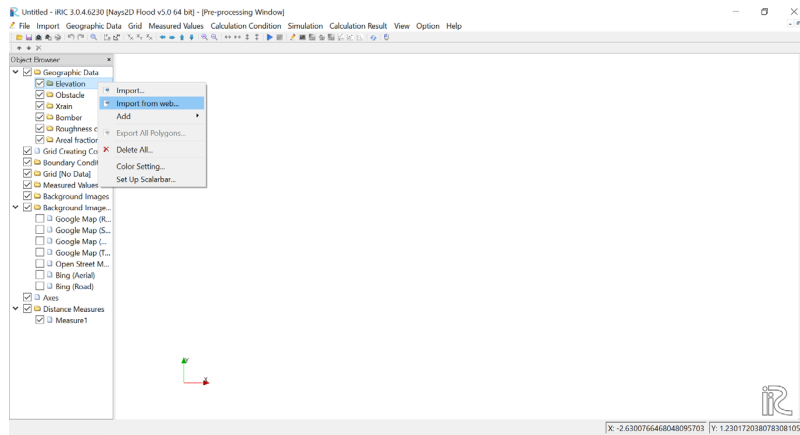 Untitled - iRIC 3.0.4.6230 [Nays2D Flood v5.0 64 bit] - [Pre-processing Window]
File Import Geographic Data Grid Measured Values Calculation Condition Simulation Calculation Result View Option Help
Object Browser
Geographic Data
Elevation
Obstacle
Xrain
Bomber
Roughness c
Areal fraction
Grid Creating Co
Boundary Condit
Grid [No Data]
Measured Values
Background Images
Background Image...
Google Map (R...
Google Map (S...
Google Map (...
Google Map (T...
Open Street M...
Bing (Aerial)
Bing (Road)
Axes
Distance Measures
Measure1
Import...
Import from web...
Add
Export All Polygons...
Delete All...
Color Setting...
Set Up Scalarbar...
Y
X
iRIC
X: -2.6300766468048095703 Y: 1.230172038078308105